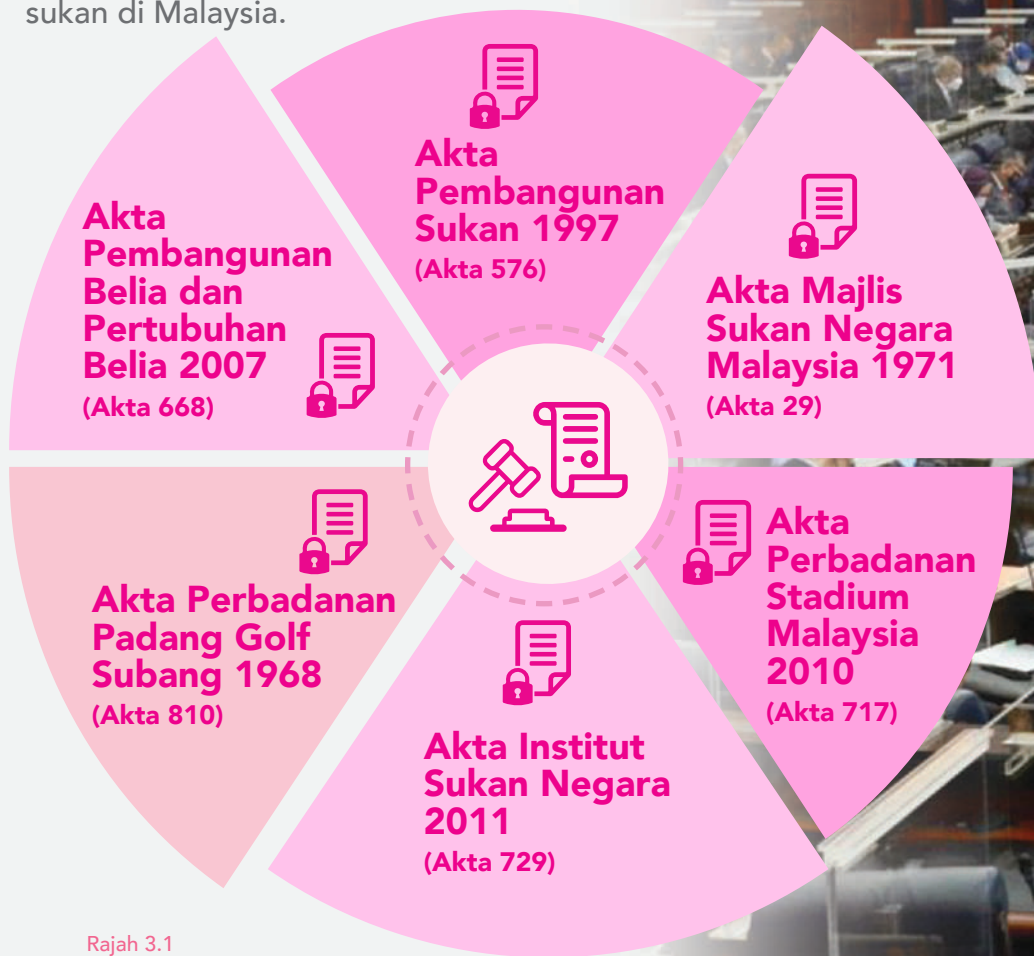 sukan di Malaysia.
Akta
Pembangunan
Sukan 1997
(Akta 576)
Akta Majlis
Sukan Negara
Malaysia 1971
(Akta 29)
Akta
Perbadanan
Stadium
Malaysia
2010
(Akta 717)
Akta Institut
Sukan Negara
2011
(Akta 729)
Akta Perbadanan
Padang Golf
Subang 1968
(Akta 810)
Akta
Pembangunan
Belia dan
Pertubuhan
Belia 2007
(Akta 668)
Rajah 3.1